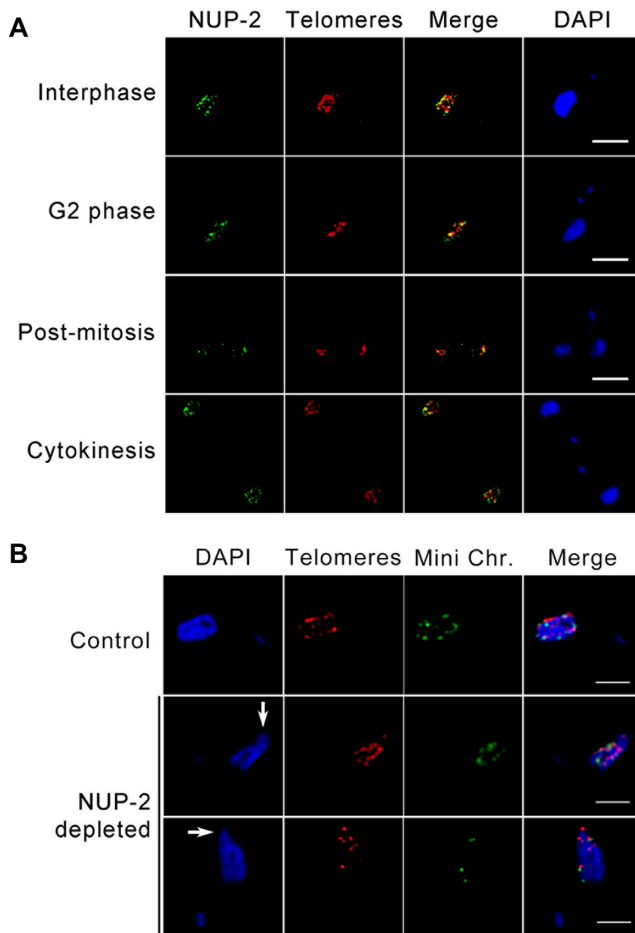 A
NUP-2 Telomeres Merge DAPI
Interphase
G2 phase
Post-mitosis
Cytokinesis
B
DAPI Telomeres Mini Chr. Merge
Control
NUP-2
depleted